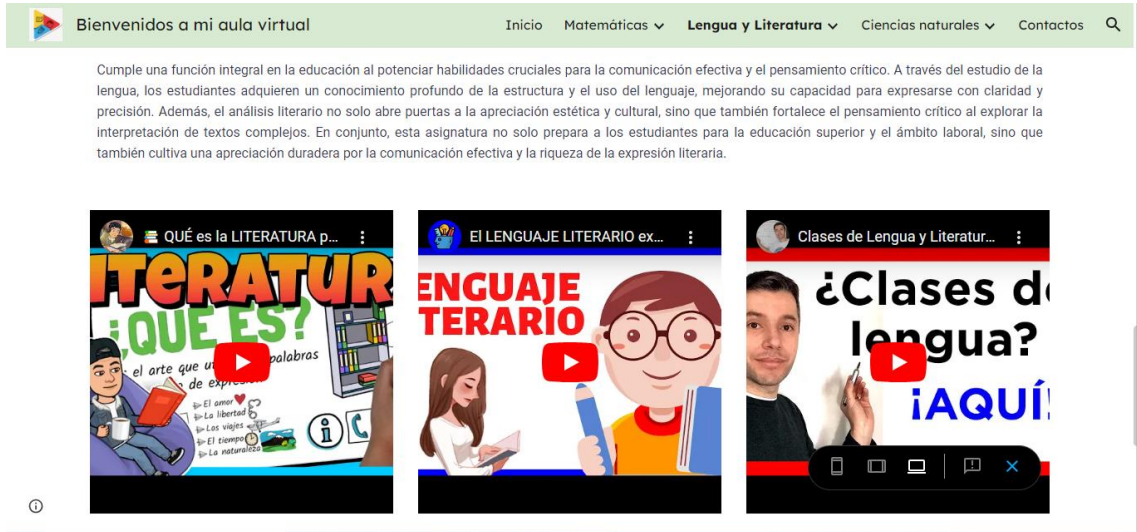 Bienvenidos a mi aula virtual
Inicio Matemáticas Lengua y Literatura Ciencias naturales Contactos
Cumple una función integral en la educación al potenciar habilidades cruciales para la comunicación efectiva y el pensamiento crítico. A través del estudio de la
lengua, los estudiantes adquieren un conocimiento profundo de la estructura y el uso del lenguaje, mejorando su capacidad para expresarse con claridad y
precisión. Además, el análisis literario no solo abre puertas a la apreciación estética y cultural, sino que también fortalece el pensamiento crítico al explorar la
interpretación de textos complejos. En conjunto, esta asignatura no solo prepara a los estudiantes para la educación superior y el ámbito laboral, sino que
también cultiva una apreciación duradera por la comunicación efectiva y la riqueza de la expresión literaria.
QUÉ es la LITERATURA p...
ITERATUR
¿QUÉ ES?
el arte que u palabras
de expre
El amor
La libertad
Los viajes
El tiempo
La naturaleza
El LENGUAJE LITERARIO ex...
ENGUAJE
TERARIO
Clases de Lengua y Literatur...
¿Clases d
lengua?
¡AQUÍ!